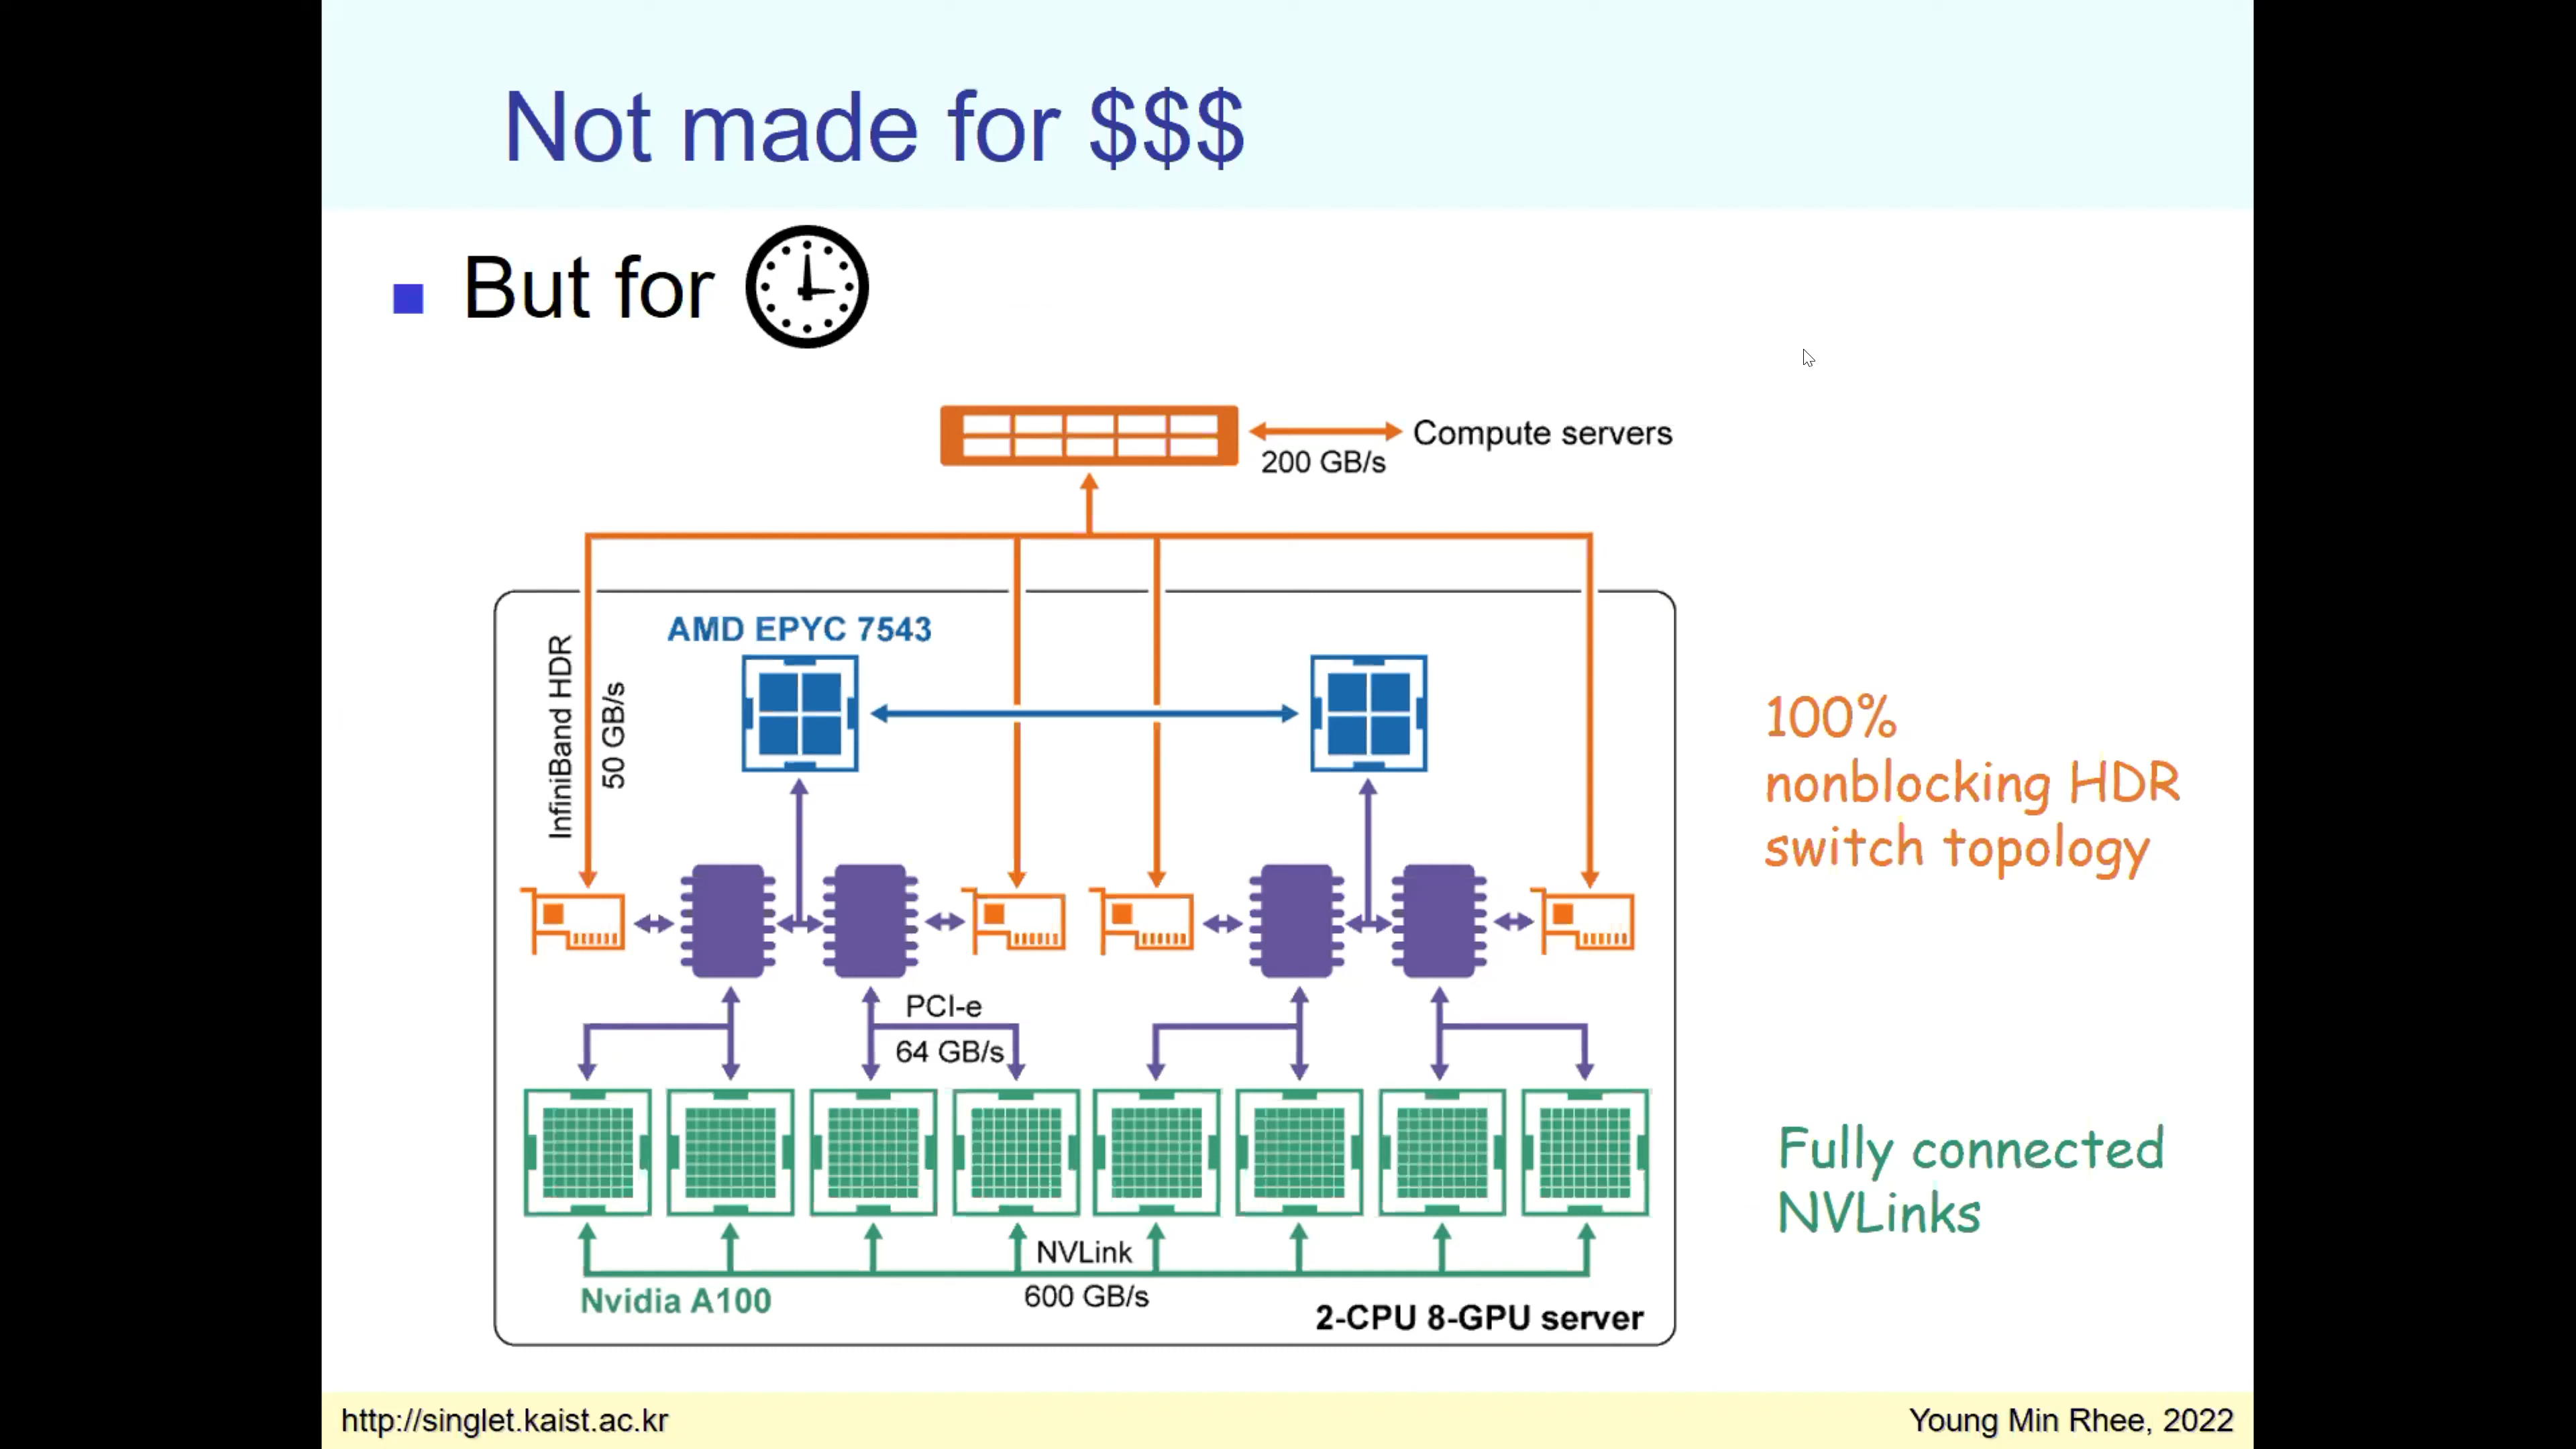 Not made for $$$
But for
Compute servers
200 GB/s
AMD EPYC 7543
InfiniBand HDR
50 GB/s
100%
nonblocking HDR
switch topology
PCI-e
64 GB/s
Fully connected
NVLinks
NVLink
600 GB/s
Nvidia A100
2-CPU 8-GPU server
http://singlet.kaist.ac.kr
Young Min Rhee, 2022